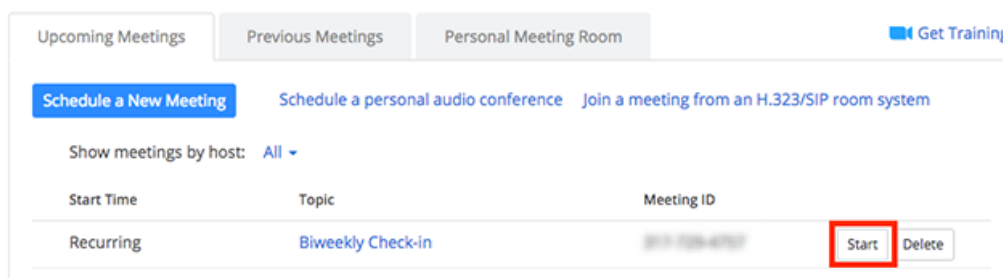 Upcoming Meetings Previous Meetings Personal Meeting Room Get Training
Schedule a New Meeting Schedule a personal audio conference Join a meeting from an H.323/SIP room system
Show meetings by host: All
Start Time Topic Meeting ID
Recurring Biweekly Check-in Start Delete